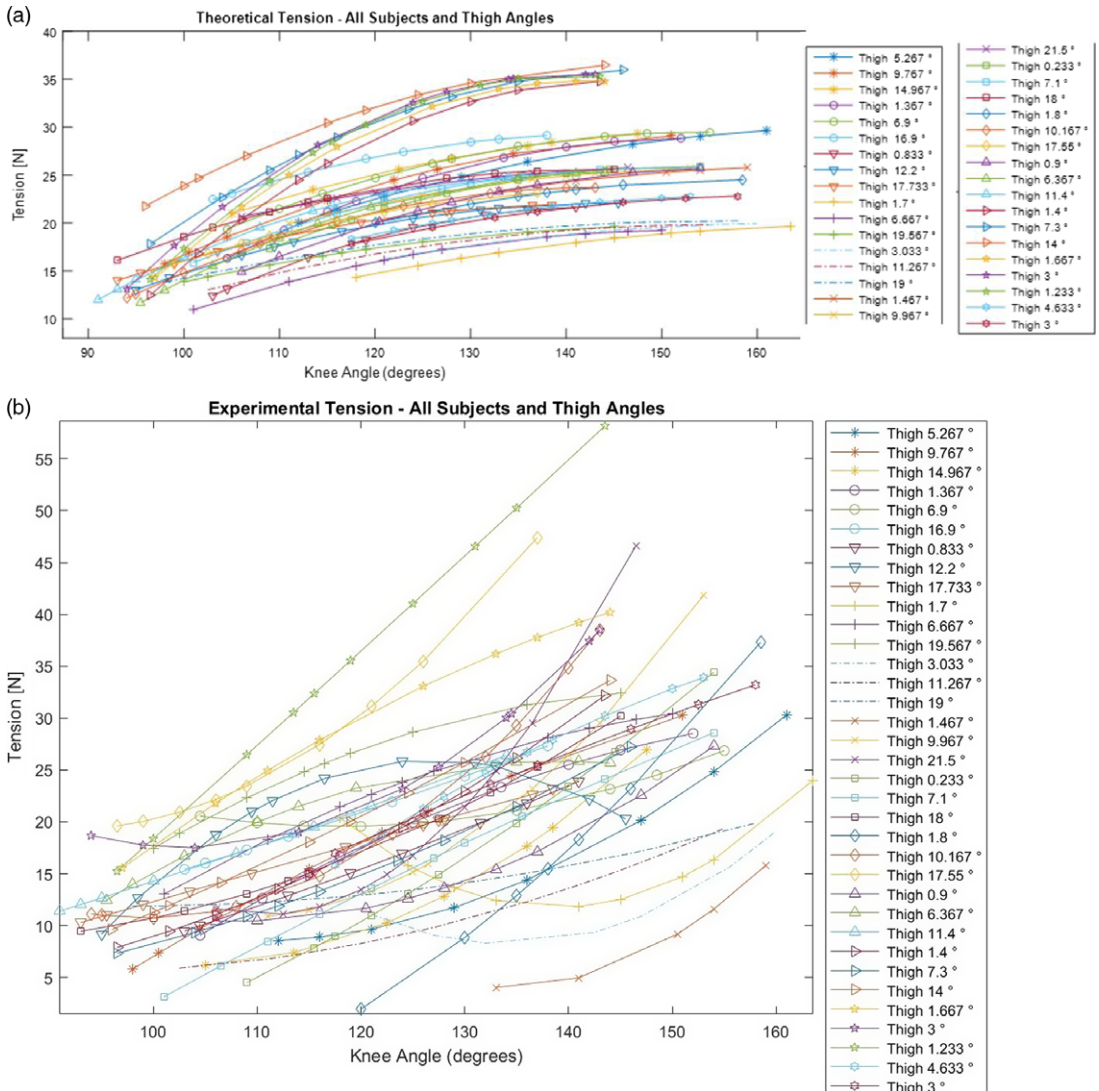 (a)
Theoretical Tension - All Subjects and Thigh Angles
40
35
30
25
20
15
10
Tension [N]
90 100 110 120 130 140 150 160
Knee Angle (degrees)
Thigh 5.267 °
Thigh 9.767 °
Thigh 14.967 °
Thigh 1.367 °
Thigh 6.9 °
Thigh 16.9 °
Thigh 0.833 °
Thigh 12.2 °
Thigh 17.733 °
Thigh 1.7 °
Thigh 6.667 °
Thigh 19.567 °
Thigh 3.033 °
Thigh 11.267 °
Thigh 19 °
Thigh 1.467 °
Thigh 9.967 °
Thigh 21.5 °
Thigh 0.233 °
Thigh 7.1 °
Thigh 18 °
Thigh 1.8 °
Thigh 10.167 °
Thigh 17.55 °
Thigh 0.9 °
Thigh 6.367 °
Thigh 11.4 °
Thigh 1.4 °
Thigh 7.3 °
Thigh 14 °
Thigh 1.667 °
Thigh 3 °
Thigh 1.233 °
Thigh 4.633 °
Thigh 3 °
(b)
Experimental Tension - All Subjects and Thigh Angles
55
50
45
40
35
30
25
20
15
10
5
Tension [N]
100 110 120 130 140 150 160
Knee Angle (degrees)
Thigh 5.267 °
Thigh 9.767 °
Thigh 14.967 °
Thigh 1.367 °
Thigh 6.9 °
Thigh 16.9 °
Thigh 0.833 °
Thigh 12.2 °
Thigh 17.733 °
Thigh 1.7 °
Thigh 6.667 °
Thigh 19.567 °
Thigh 3.033 °
Thigh 11.267 °
Thigh 19 °
Thigh 1.467 °
Thigh 9.967 °
Thigh 21.5 °
Thigh 0.233 °
Thigh 7.1 °
Thigh 18 °
Thigh 1.8 °
Thigh 10.167 °
Thigh 17.55 °
Thigh 0.9 °
Thigh 6.367 °
Thigh 11.4 °
Thigh 1.4 °
Thigh 7.3 °
Thigh 14 °
Thigh 1.667 °
Thigh 3 °
Thigh 1.233 °
Thigh 4.633 °
Thigh 3 °